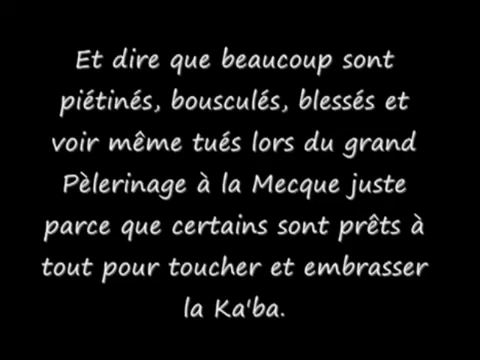 Et dire que beaucoup sont
piétinés, bousculés, blessés et
voir même tués lors du grand
Pèlerinage à la Mecque juste
parce que certains sont prêts à
tout pour toucher et embrasser
la Ka'ba.